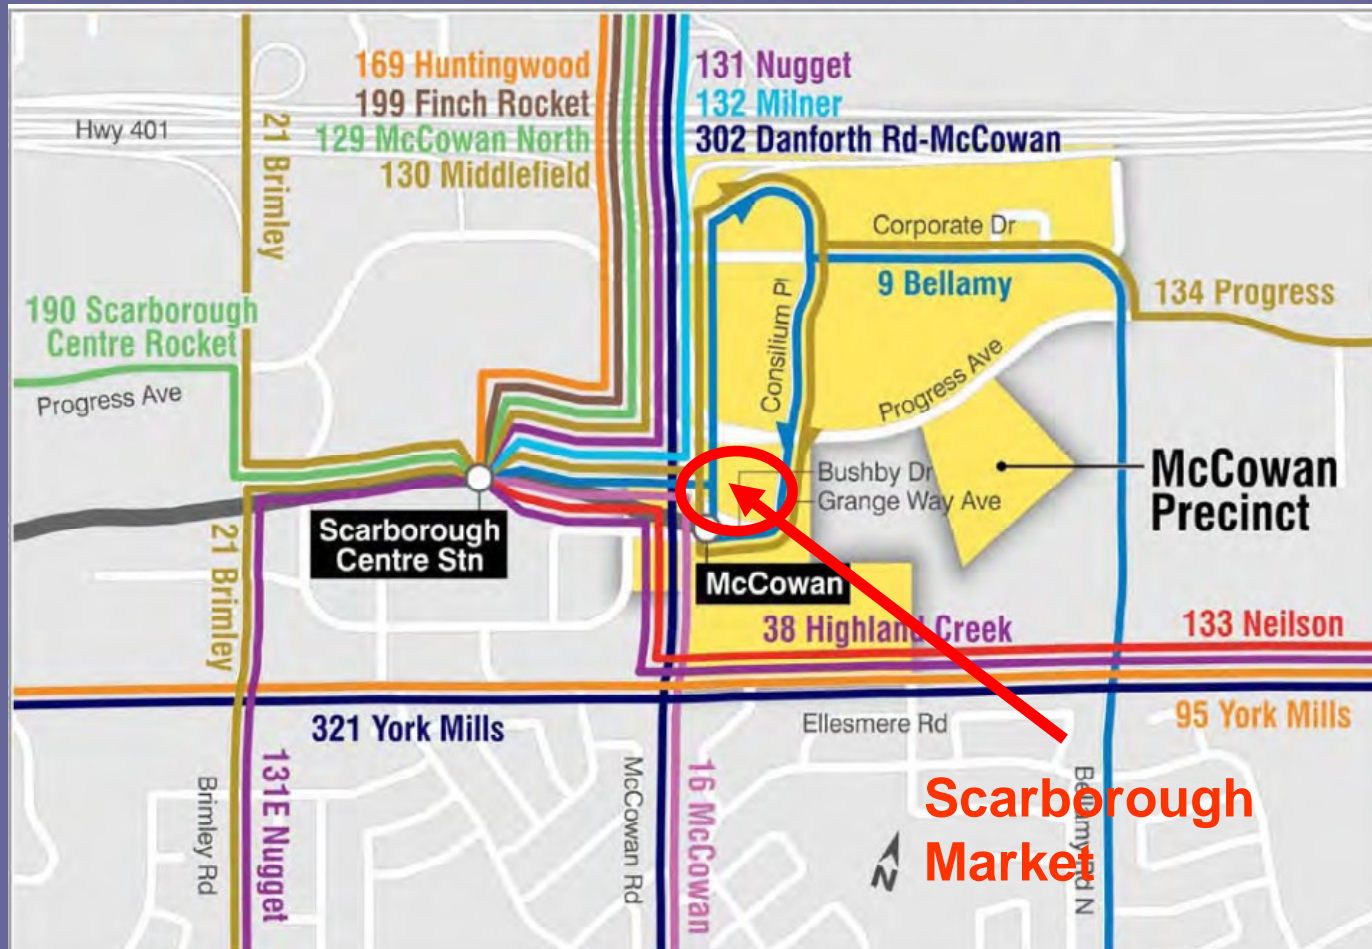 169 Huntingwood
199 Finch Rocket
129 McCowan North
130 Middlefield
131 Nugget
132 Milner
302 Danforth Rd-McCowan
Hwy 401
21 Brimley
Corporate Dr
9 Bellamy
134 Progress
190 Scarborough
Centre Rocket
Progress Ave
Consilium Pl
Progress Ave
Bushby Dr
Grange Way Ave
McCowan
Precinct
Scarborough
Centre Stn
McCowan
21 Brimley
38 Highland Creek
133 Neilson
321 York Mills
Ellesmere Rd
95 York Mills
131E Nugget
Brimley Rd
McCowan Rd
16 McCowan
Scarborough
Market
Bellamy Rd N
N